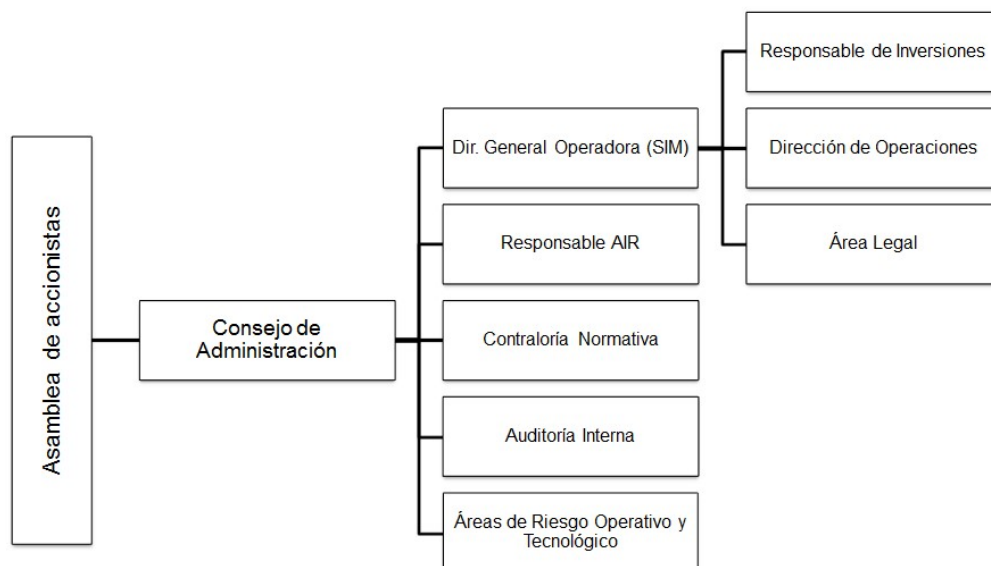 Asamblea de accionistas
Consejo de
Administración
Dir. General Operadora (SIM)
Responsable AIR
Contraloría Normativa
Auditoría Interna
Áreas de Riesgo Operativo y
Tecnológico
Responsable de Inversiones
Dirección de Operaciones
Área Legal